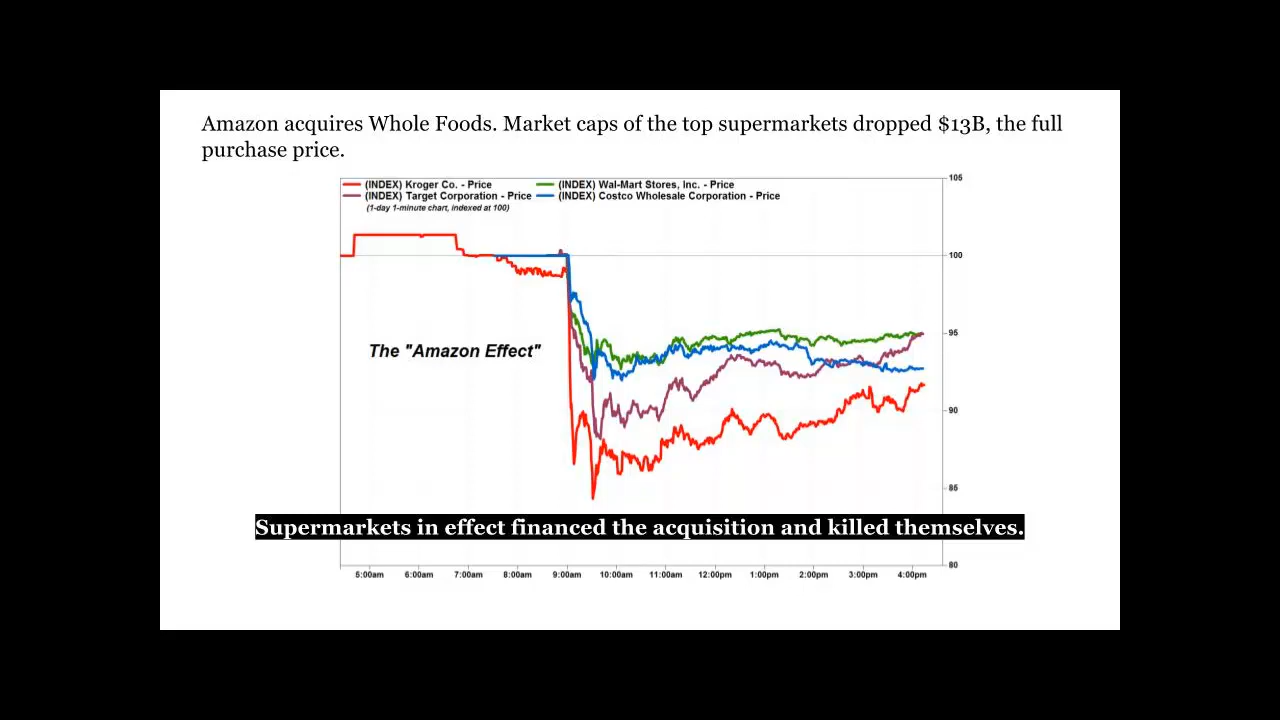 Amazon acquires Whole Foods. Market caps of the top supermarkets dropped $13B, the full
purchase price.
(INDEX) Kroger Co. - Price
(INDEX) Wal-Mart Stores, Inc. - Price
(INDEX) Target Corporation - Price
(INDEX) Costco Wholesale Corporation - Price
(1-day 1-minute chart, indexed at 100)
105
100
95
90
85
80
The "Amazon Effect"
Supermarkets in effect financed the acquisition and killed themselves.
5:00am 6:00am 7:00am 8:00am 9:00am 10:00am 11:00am 12:00pm 1:00pm 2:00pm 3:00pm 4:00pm